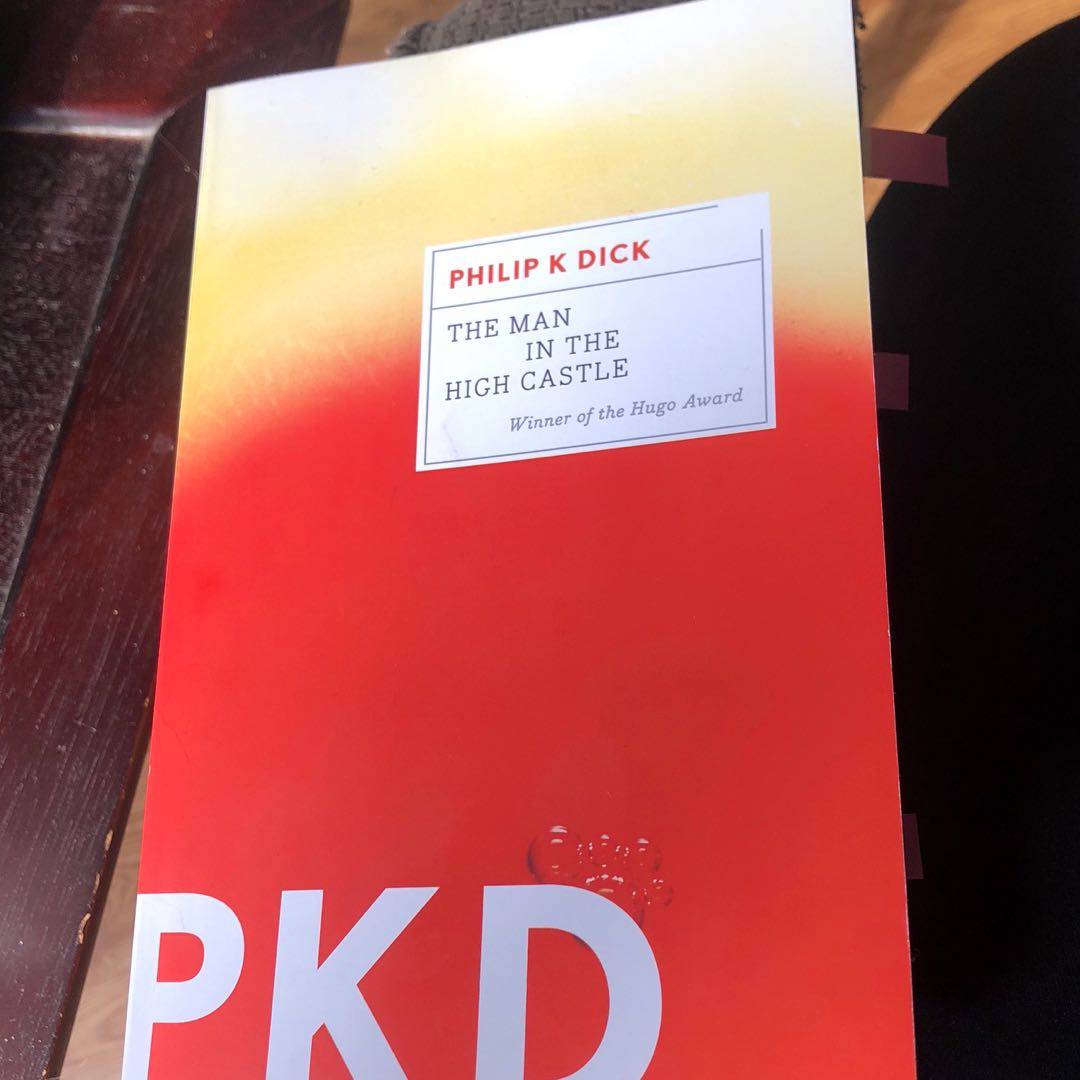 PHILIP K DICK
THE MAN
IN THE
HIGH CASTLE
Winner of the Hugo Award
PKD